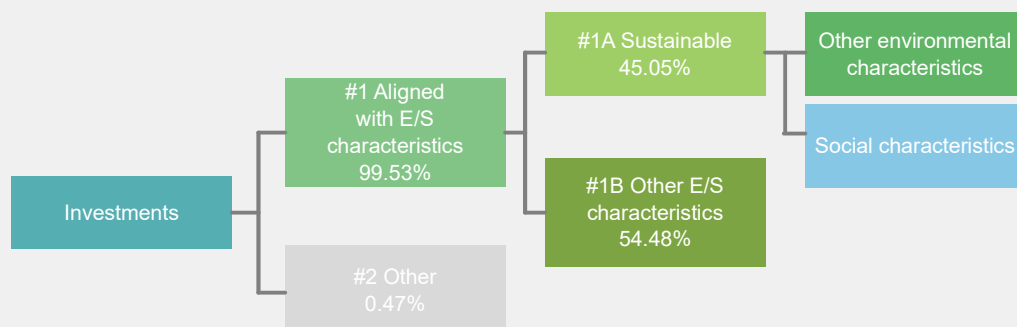 Investments
#1 Aligned
with E/S
characteristics
99.53%
#2 Other
0.47%
#1A Sustainable
45.05%
#1B Other E/S
characteristics
54.48%
Other environmental
characteristics
Social characteristics